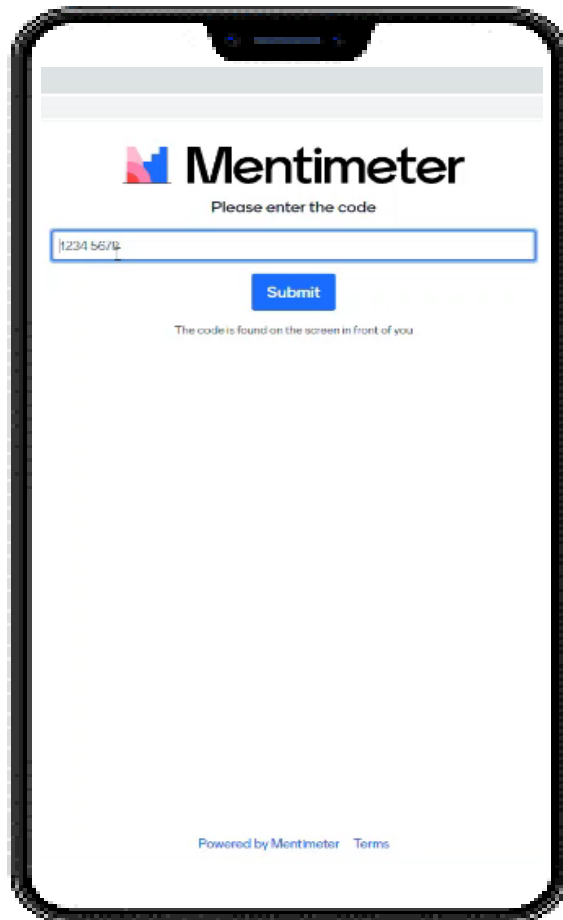 Mentimeter
Please enter the code
1234 5678
Submit
The code is found on the screen in front of you
Powered by Mentimeter Terms